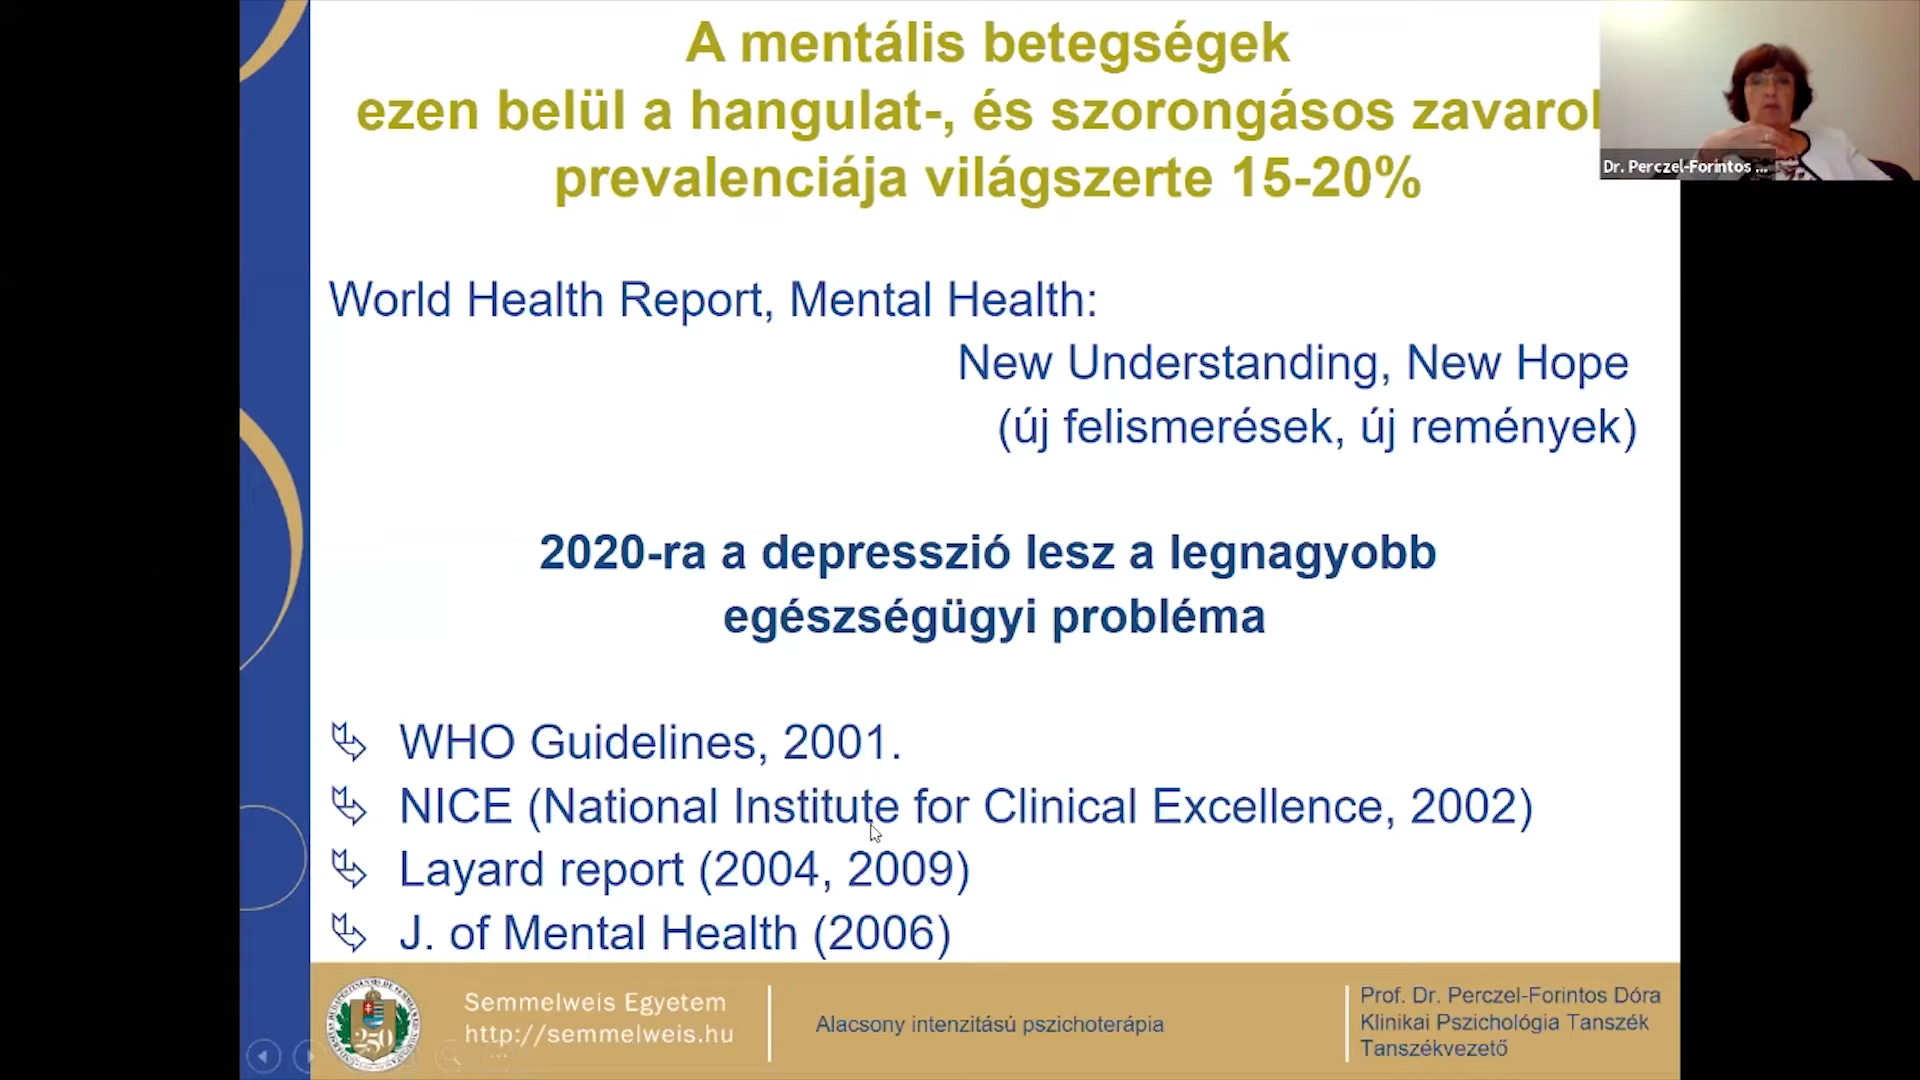 A mentális betegségek
ezen belül a hangulat-, és szorongásos zavarok
prevalenciája világszerte 15-20%
Dr. Perczel-Forintos ...
World Health Report, Mental Health:
New Understanding, New Hope
(új felismerések, új remények)
2020-ra a depresszió lesz a legnagyobb
egészségügyi probléma
WHO Guidelines, 2001.
NICE (National Institute for Clinical Excellence, 2002)
Layard report (2004, 2009)
J. of Mental Health (2006)
250
Semmelweis Egyetem
http://semmelweis.hu
Alacsony intenzitású pszichoterápia
Prof. Dr. Perczel-Forintos Dóra
Klinikai Pszichológia Tanszék
Tanszékvezető